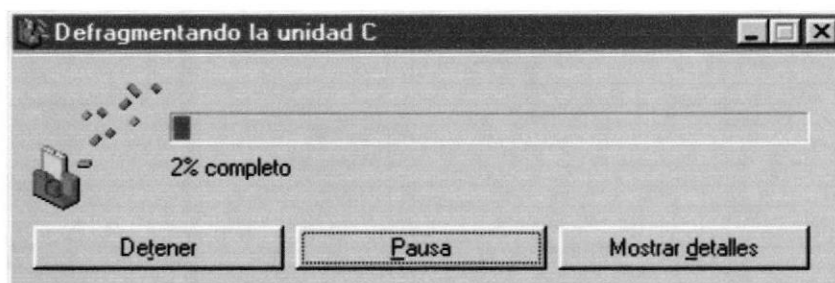 Defragmentando la unidad C
2% completo
Detener
Pausa
Mostrar detalles